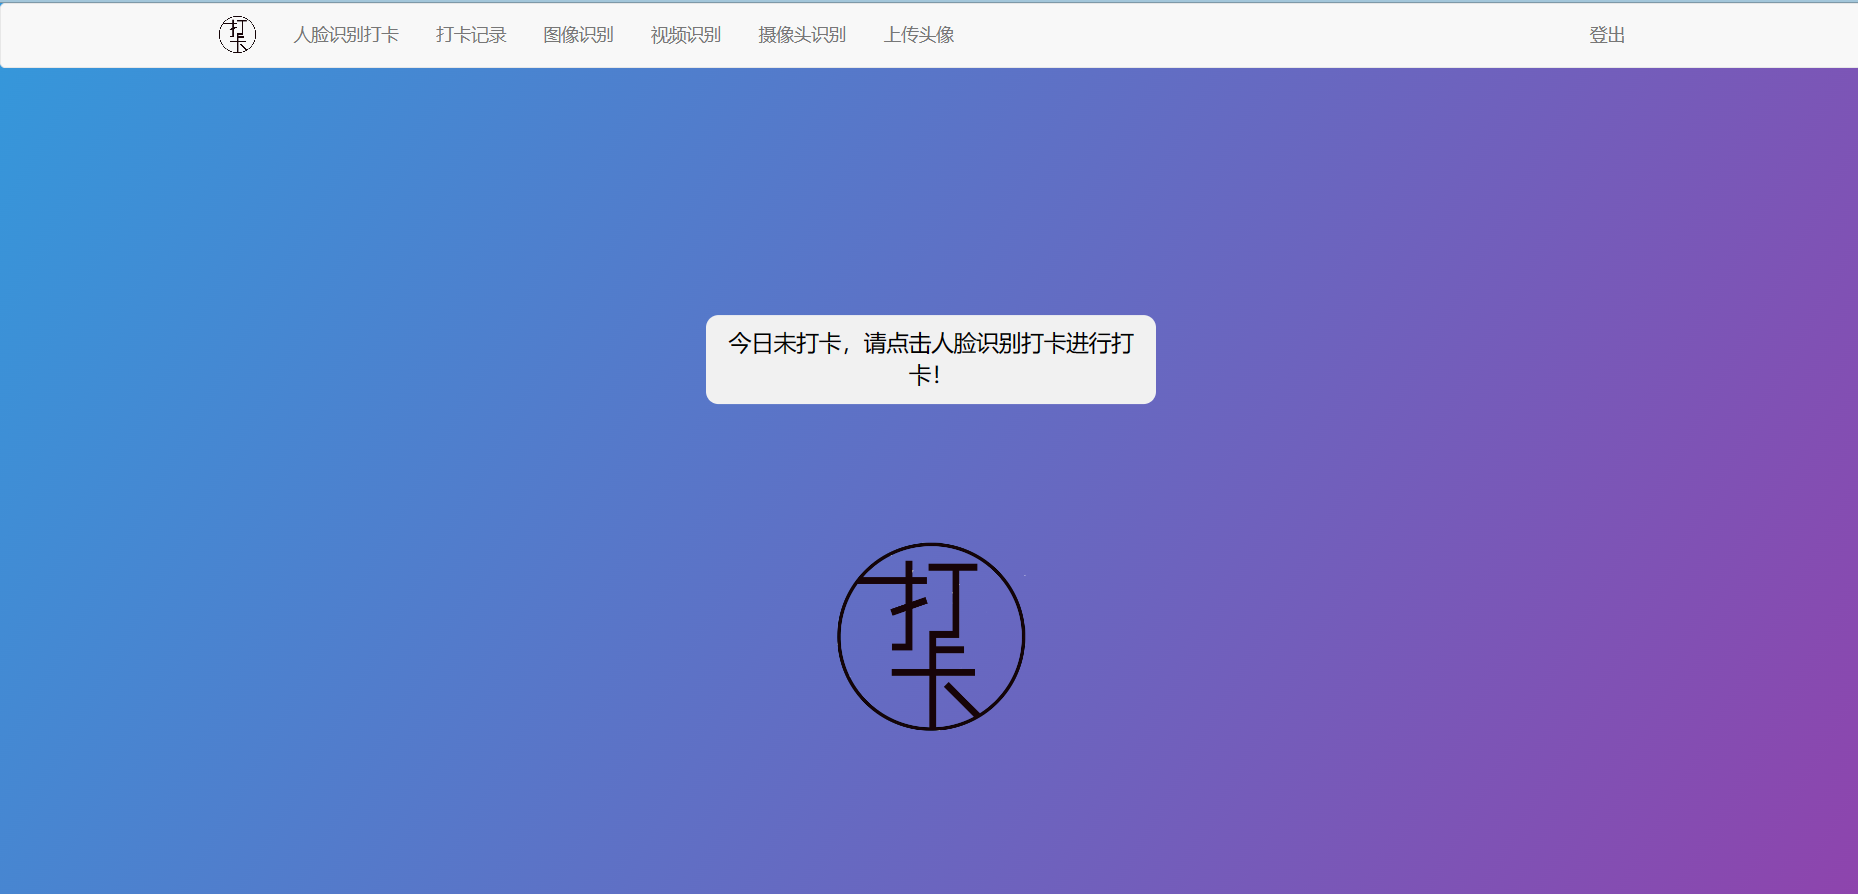 打卡
人脸识别打卡
打卡记录
图像识别
视频识别
摄像头识别
上传头像
登出
今日未打卡，请点击人脸识别打卡进行打
卡！
打
卡